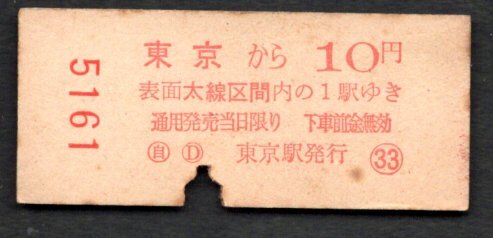 5161
東京から10円
表面太線区間内の1駅ゆき
通用発売当日限り 下車前途無効
㊂ Ⓓ 東京駅発行 ㉝